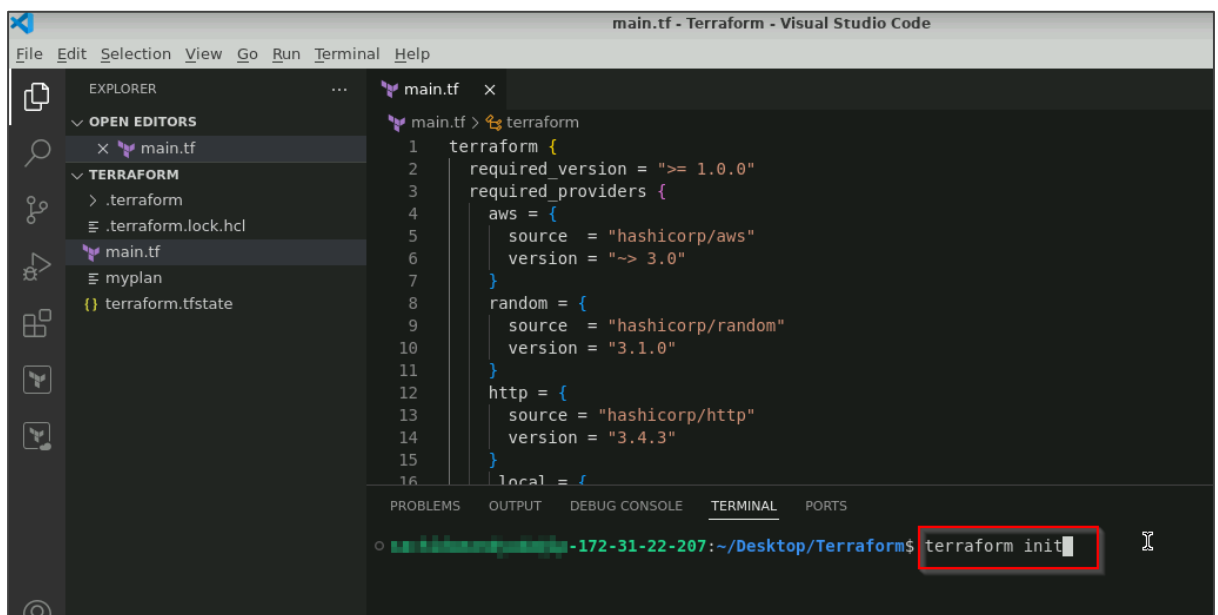 main.tf - Terraform - Visual Studio Code
File Edit Selection View Go Run Terminal Help
EXPLORER ...
OPEN EDITORS
main.tf
TERRAFORM
.terraform
.terraform.lock.hcl
main.tf
myplan
{} terraform.tfstate
main.tf
main.tf > terraform
1 terraform {
2 required_version = ">= 1.0.0"
3 required_providers {
4 aws = {
5 source  = "hashicorp/aws"
6 version = "~> 3.0"
7 }
8 random = {
9 source  = "hashicorp/random"
10 version = "3.1.0"
11 }
12 http = {
13 source = "hashicorp/http"
14 version = "3.4.3"
15 }
16 local = {
PROBLEMS OUTPUT DEBUG CONSOLE TERMINAL PORTS
-172-31-22-207:~/Desktop/Terraform$ terraform init